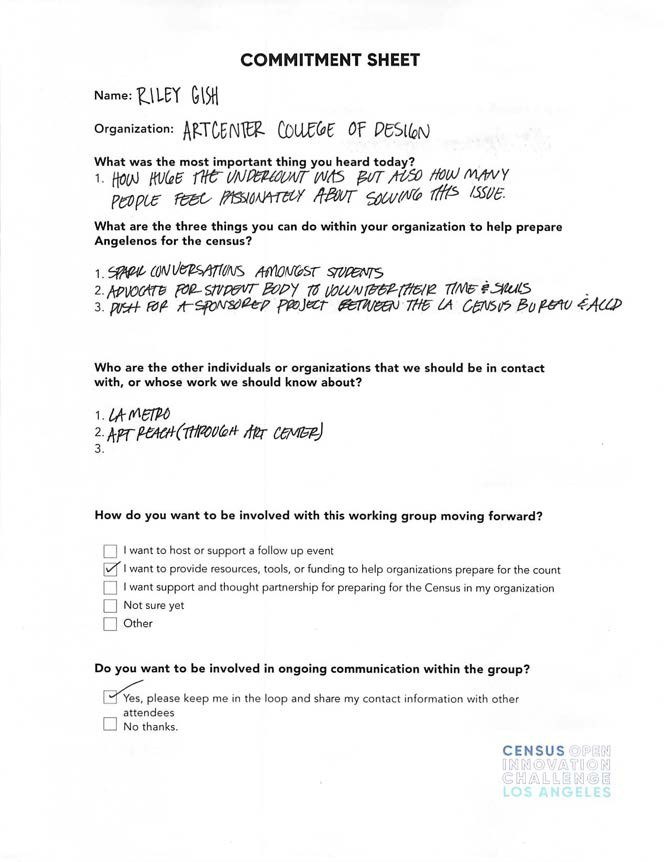 COMMITMENT SHEET
Name: RILEY GISH
Organization: ARTCENTER COLLEGE OF DESIGN
What was the most important thing you heard today?
1. HOW HUGE THE UNDERCOUNT WAS BUT ALSO HOW MANY
PEOPLE FEEL PASSIONATELY ABOUT SOLVING THIS ISSUE.
What are the three things you can do within your organization to help prepare
Angelenos for the census?
1. SPARK CONVERSATIONS AMONGST STUDENTS
2. ADVOCATE FOR STUDENT BODY TO VOLUNTEER THEIR TIME & SKILLS
3. PUSH FOR A SPONSORED PROJECT BETWEEN THE LA CENSUS BUREAU & ACCD
Who are the other individuals or organizations that we should be in contact
with, or whose work we should know about?
1. LA METRO
2. ART REACH (THROUGH ART CENTER)
3.
How do you want to be involved with this working group moving forward?
I want to host or support a follow up event
I want to provide resources, tools, or funding to help organizations prepare for the count
I want support and thought partnership for preparing for the Census in my organization
Not sure yet
Other
Do you want to be involved in ongoing communication within the group?
Yes, please keep me in the loop and share my contact information with other
attendees
No thanks.
CENSUS OPEN
INNOVATION
CHALLENGE
LOS ANGELES